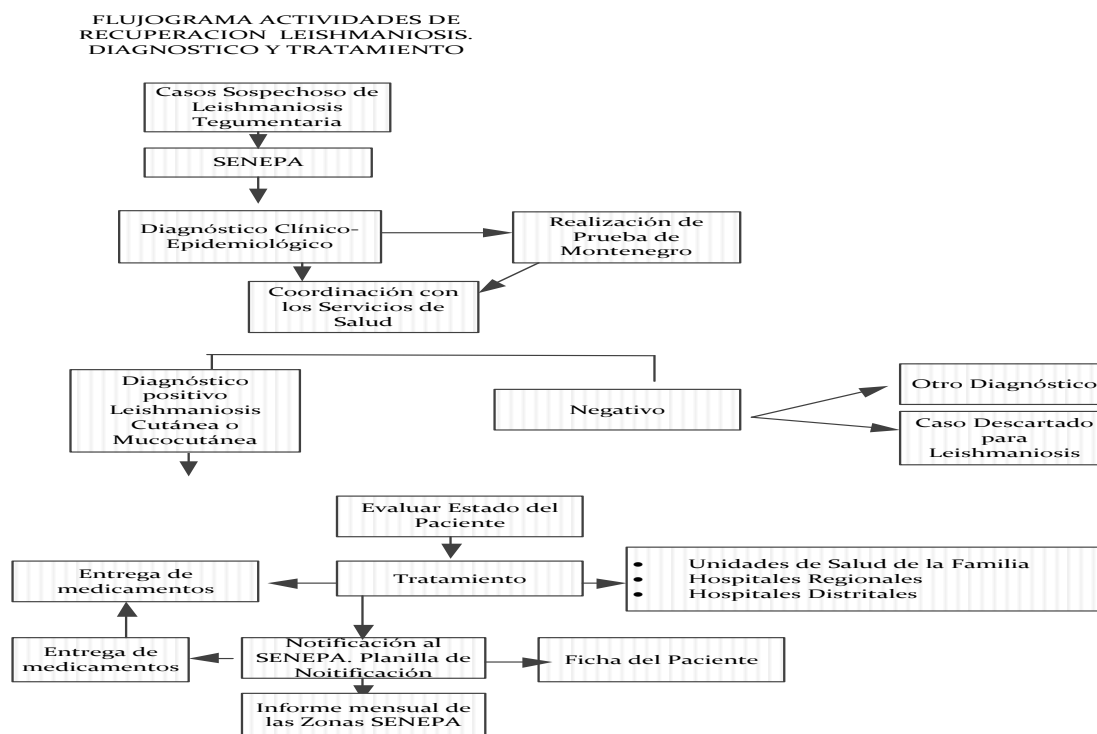 FLUJOGRAMA ACTIVIDADES DE
RECUPERACION LEISHMANIOSIS.
DIAGNOSTICO Y TRATAMIENTO
Casos Sospechoso de
Leishmaniosis
Tegumentaria
SENEPA
Diagnóstico Clínico-
Epidemiológico
Realización de
Prueba de
Montenegro
Coordinación con
los Servicios de
Salud
Diagnóstico
positivo
Leishmaniosis
Cutánea o
Mucocutánea
Negativo
Otro Diagnóstico
Caso Descartado
para
Leishmaniosis
Evaluar Estado del
Paciente
Entrega de
medicamentos
Tratamiento
• Unidades de Salud de la Familia
• Hospitales Regionales
• Hospitales Distritales
Entrega de
medicamentos
Notificación al
SENEPA. Planilla de
Noitificación
Ficha del Paciente
Informe mensual de
las Zonas SENEPA